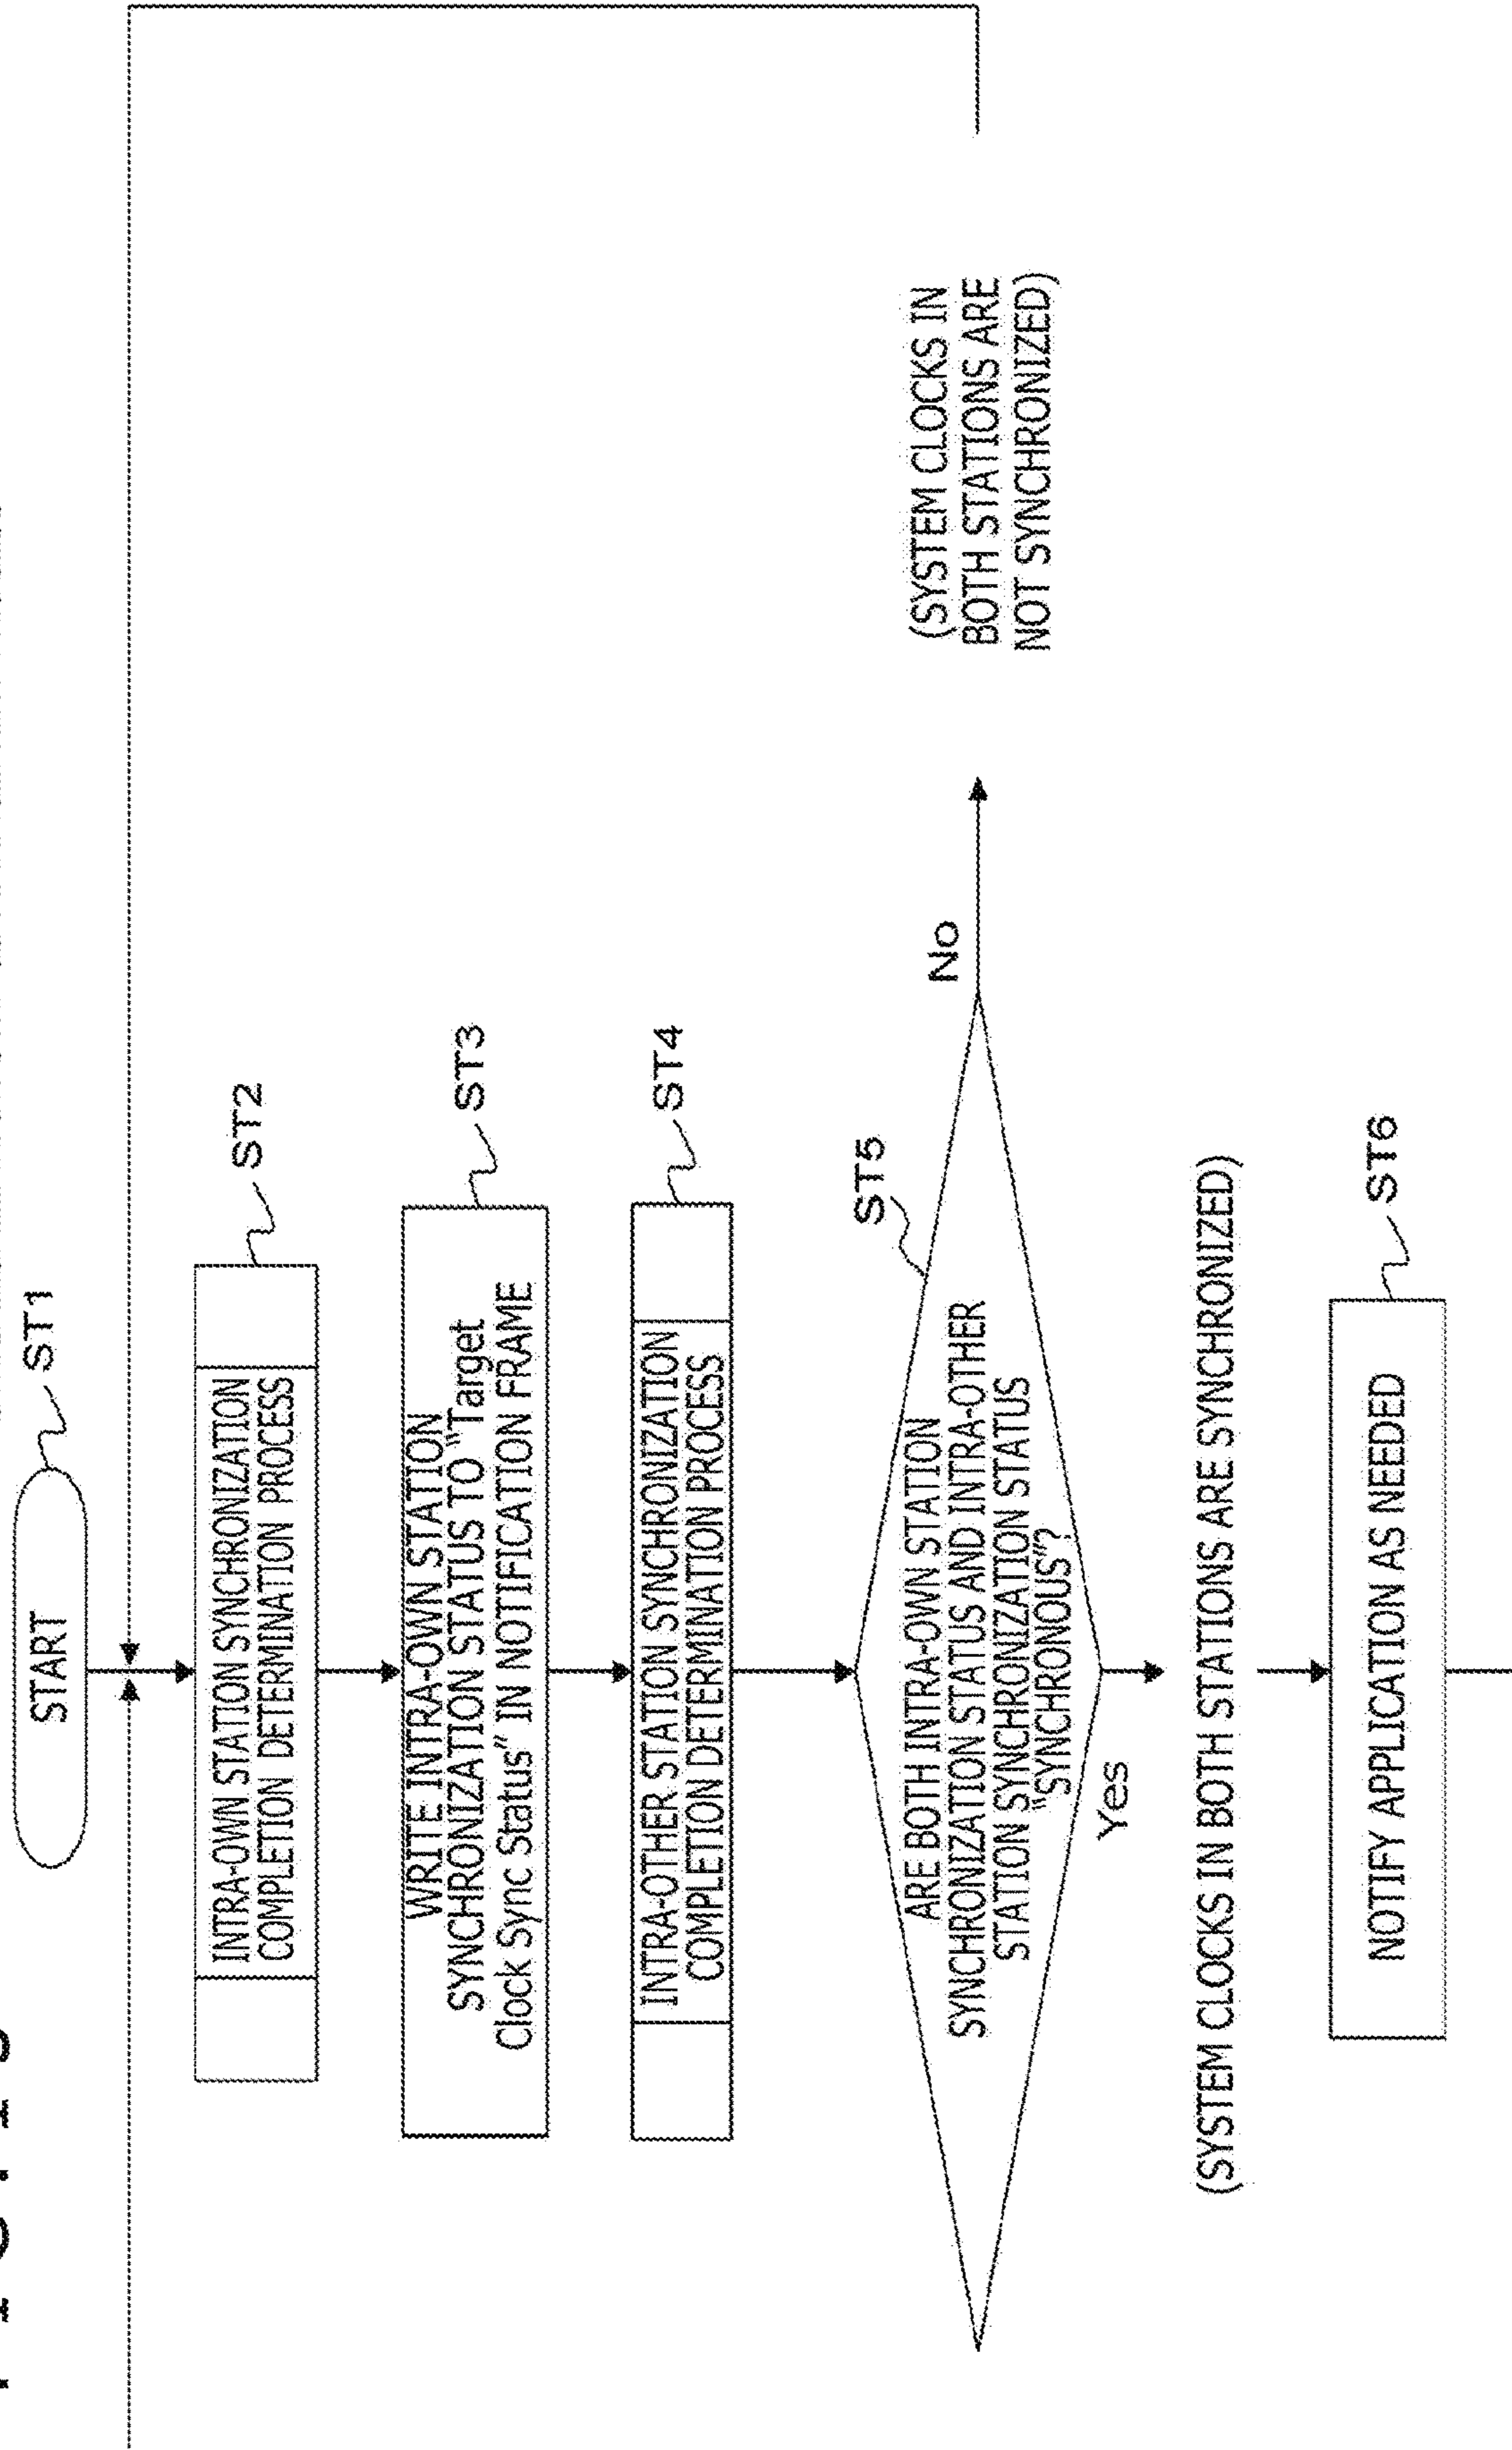 START
ST1
INTRA-OWN STATION SYNCHRONIZATION
COMPLETION DETERMINATION PROCESS
ST2
WRITE INTRA-OWN STATION
SYNCHRONIZATION STATUS TO "Target
Clock Sync Status" IN NOTIFICATION FRAME
ST3
INTRA-OTHER STATION SYNCHRONIZATION
COMPLETION DETERMINATION PROCESS
ST4
ST5
ARE BOTH INTRA-OWN STATION
SYNCHRONIZATION STATUS AND INTRA-OTHER
STATION SYNCHRONIZATION STATUS
"SYNCHRONOUS"?
No
(SYSTEM CLOCKS IN
BOTH STATIONS ARE
NOT SYNCHRONIZED)
Yes
(SYSTEM CLOCKS IN BOTH STATIONS ARE SYNCHRONIZED)
NOTIFY APPLICATION AS NEEDED
ST6